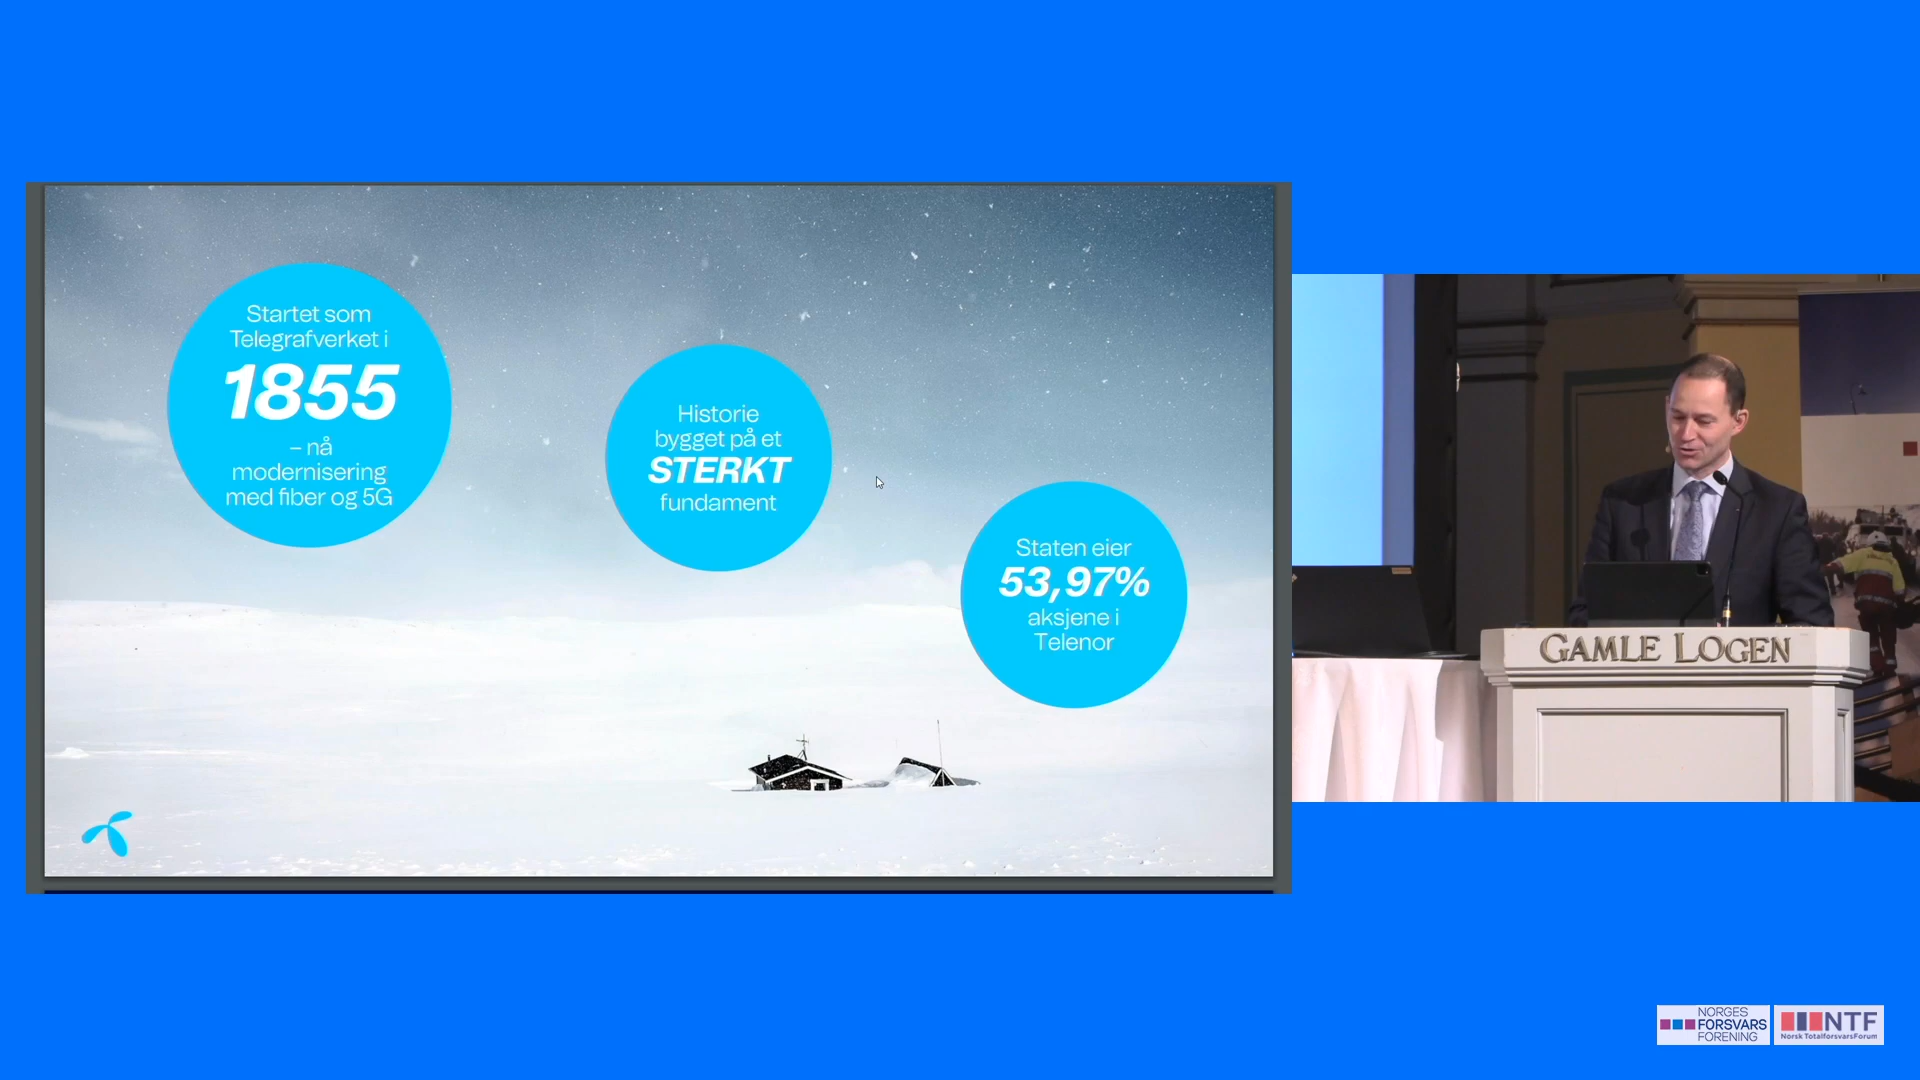 Startet som
Telegrafverket i
1855
– nå
modernisering
med fiber og 5G
Historie
bygget på et
STERKT
fundament
Staten eier
53,97%
aksjene i
Telenor
GAMLE LOGEN
NORGES
FORSVARS
FORENING
NTF
Norsk TotalforsvarsForum